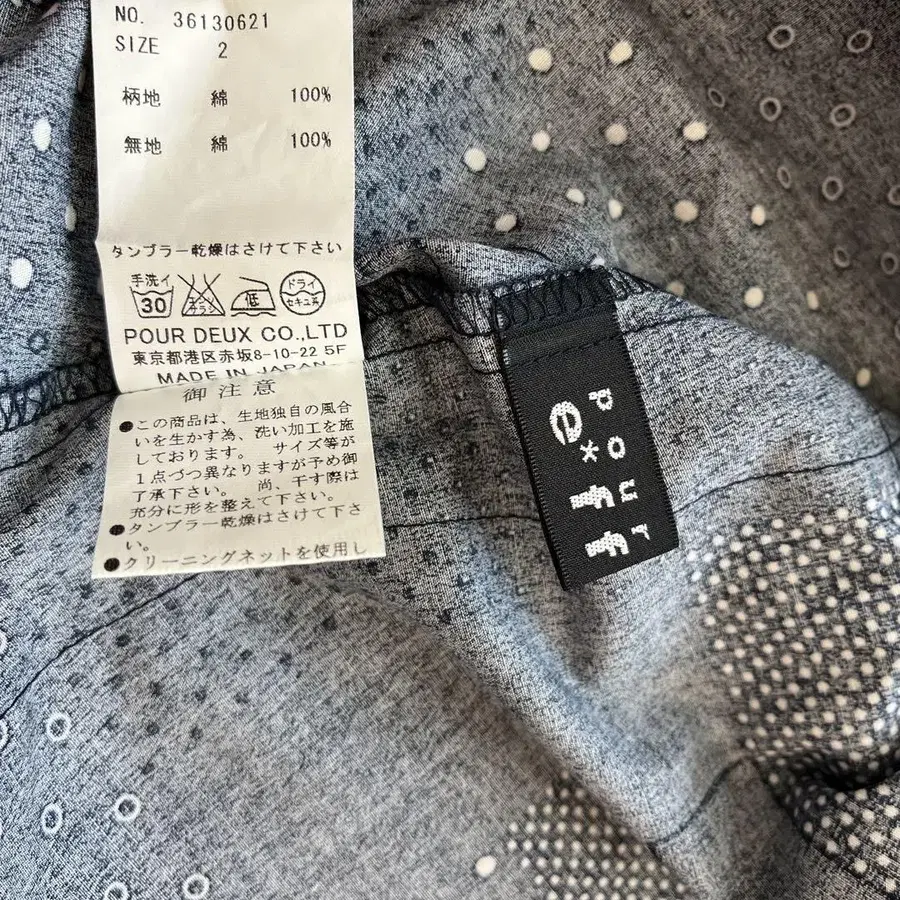 NO. 36130621
SIZE 2
柄地 綿 100%
無地 綿 100%
タンブラー乾燥はさけて下さい
手洗イ
30
エンソ
サラシ
低
ドライ
セキユ系
POUR DEUX CO.,LTD
東京都港区赤坂8-10-22 5F
MADE IN JAPAN
御注意
●この商品は、生地独自の風合
いを生かす為、洗い加工を施
しております。 サイズ等が
1点づつ異なりますが予め御
了承下さい。 尚、干す際は
充分に形を整えて下さい。
●タンブラー乾燥はさけて下さ
い。
●クリーニングネットを使用し
pour